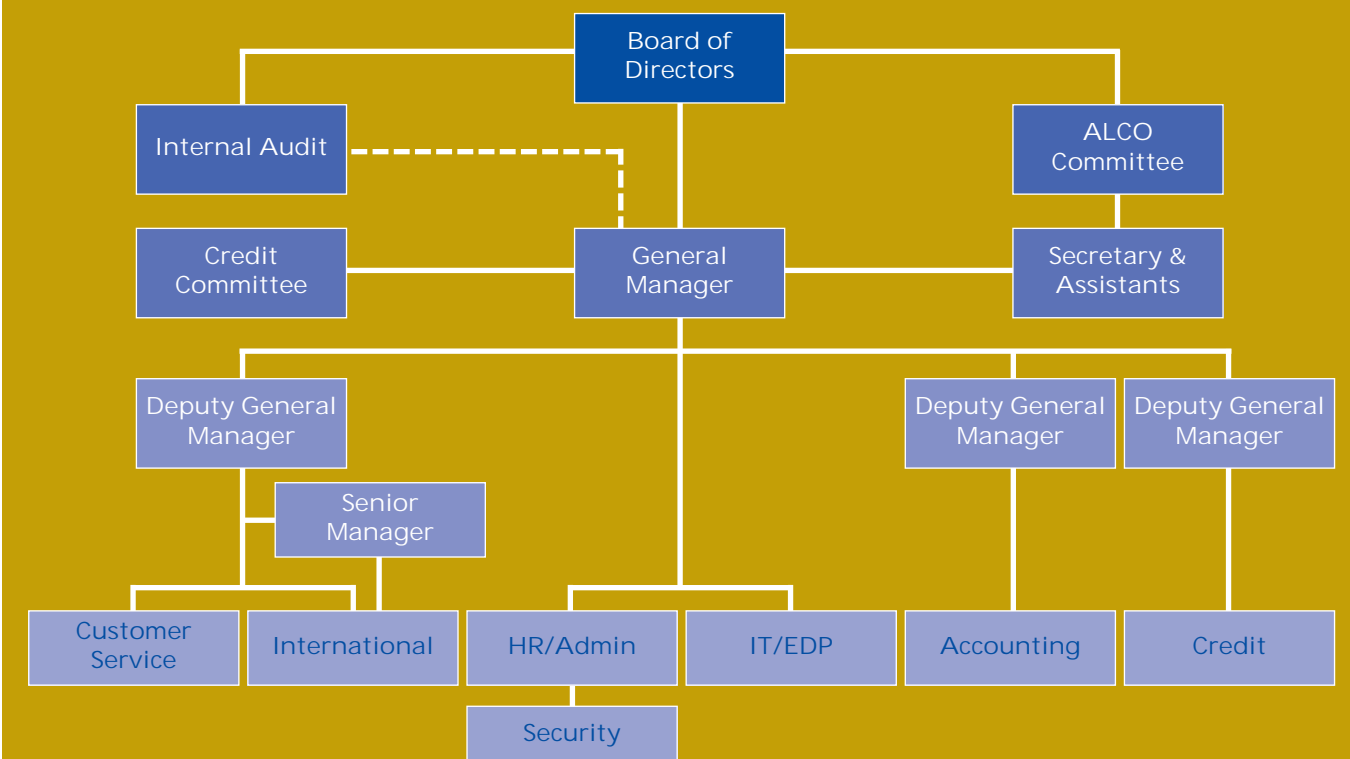 Board of
Directors
Internal Audit
ALCO
Committee
Credit
Committee
General
Manager
Secretary &
Assistants
Deputy General
Manager
Deputy General
Manager
Deputy General
Manager
Senior
Manager
Customer
Service
International
HR/Admin
IT/EDP
Accounting
Credit
Security